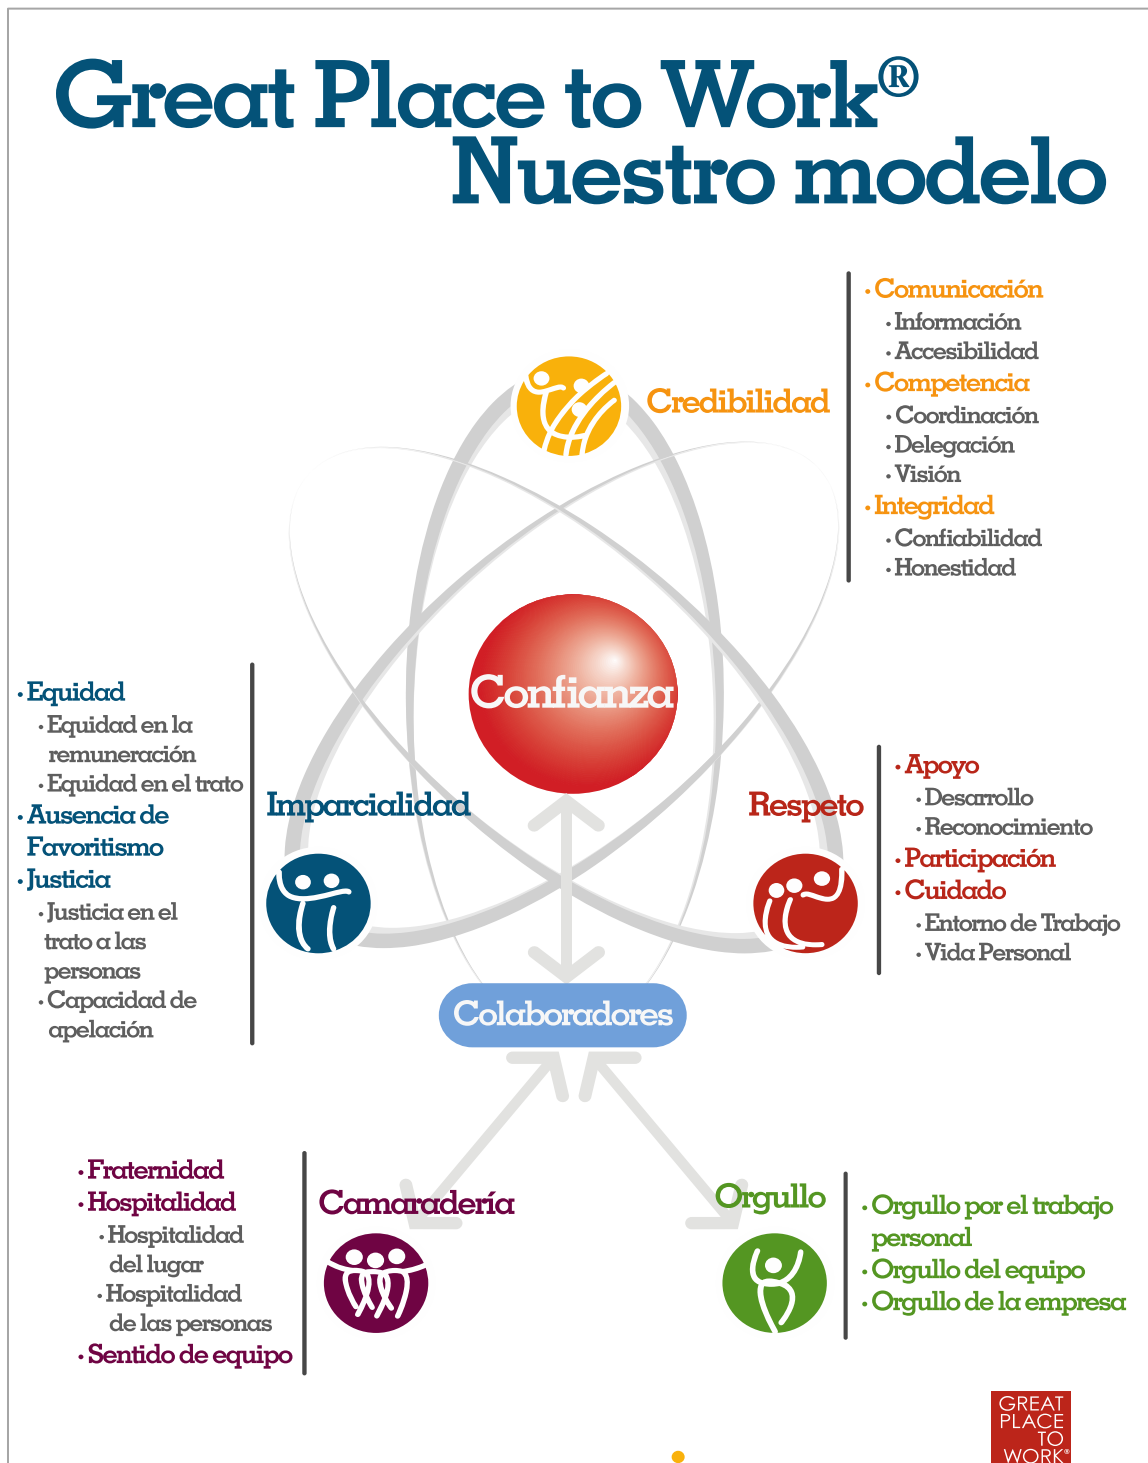 Great Place to Work®
Nuestro modelo
Credibilidad
· Comunicación
· Información
· Accesibilidad
· Competencia
· Coordinación
· Delegación
· Visión
· Integridad
· Confiabilidad
· Honestidad
Confianza
· Equidad
· Equidad en la
remuneración
· Equidad en el trato
· Ausencia de
Favoritismo
· Justicia
· Justicia en el
trato a las
personas
· Capacidad de
apelación
Imparcialidad
Respeto
· Apoyo
· Desarrollo
· Reconocimiento
· Participación
· Cuidado
· Entorno de Trabajo
· Vida Personal
Colaboradores
· Fraternidad
· Hospitalidad
· Hospitalidad
del lugar
· Hospitalidad
de las personas
· Sentido de equipo
Camaradería
Orgullo
· Orgullo por el trabajo
personal
· Orgullo del equipo
· Orgullo de la empresa
GREAT
PLACE
TO
WORK®